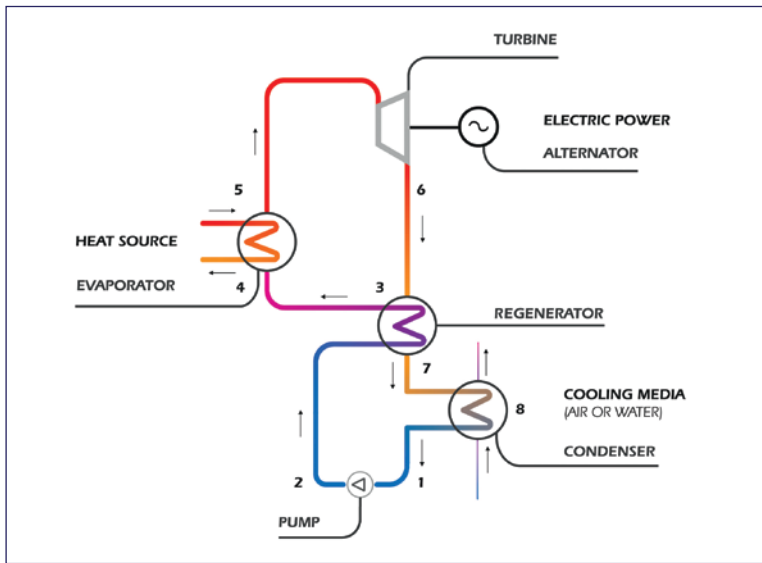 TURBINE
ELECTRIC POWER
ALTERNATOR
5
6
HEAT SOURCE
EVAPORATOR
4
3
REGENERATOR
7
COOLING MEDIA
(AIR OR WATER)
8
CONDENSER
2
1
PUMP